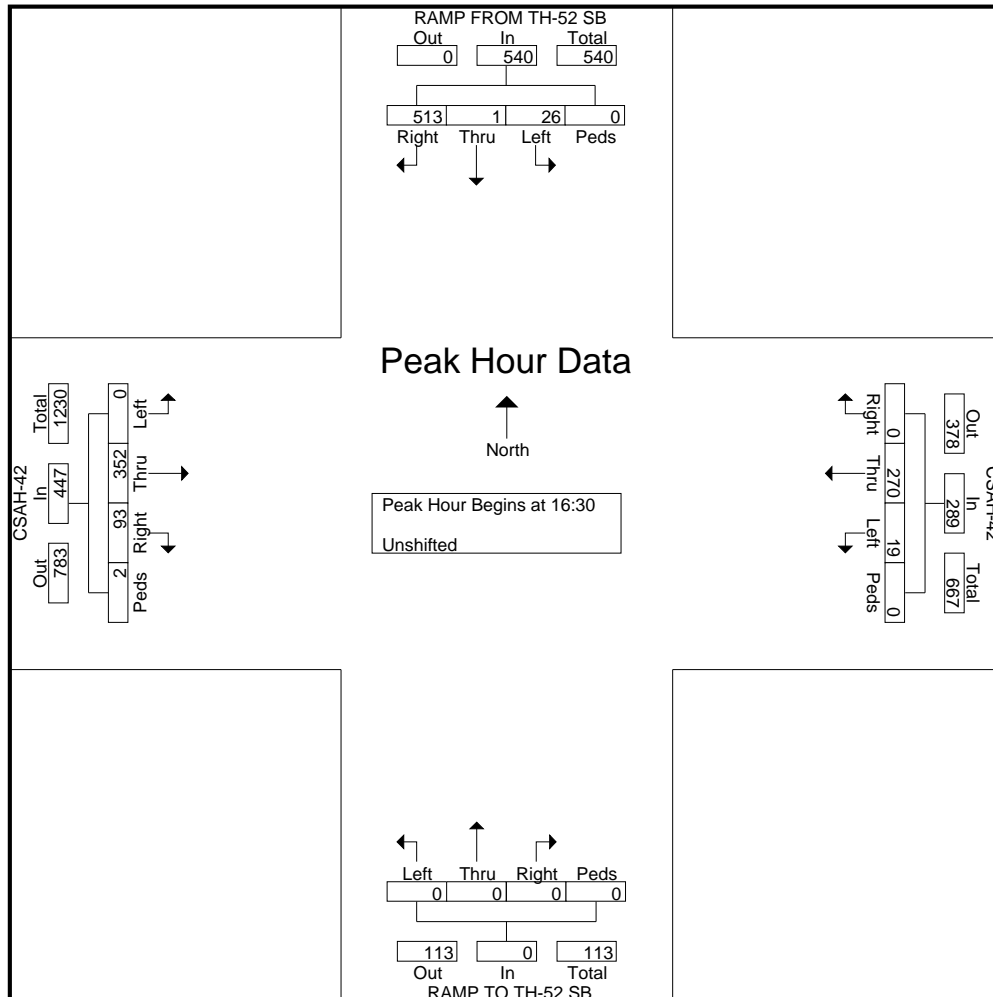 RAMP FROM TH-52 SB
Out In Total
0 540 540
513 1 26 0
Right Thru Left Peds
Peak Hour Data
North
Peak Hour Begins at 16:30
Unshifted
CSAH-42
Total In Out
1230 447 783
0 352 93 2
Left Thru Right Peds
CSAH-42
Out In Total
378 289 667
0 270 19 0
Right Thru Left Peds
Left Thru Right Peds
0 0 0 0
113 0 113
Out In Total
RAMP TO TH-52 SB